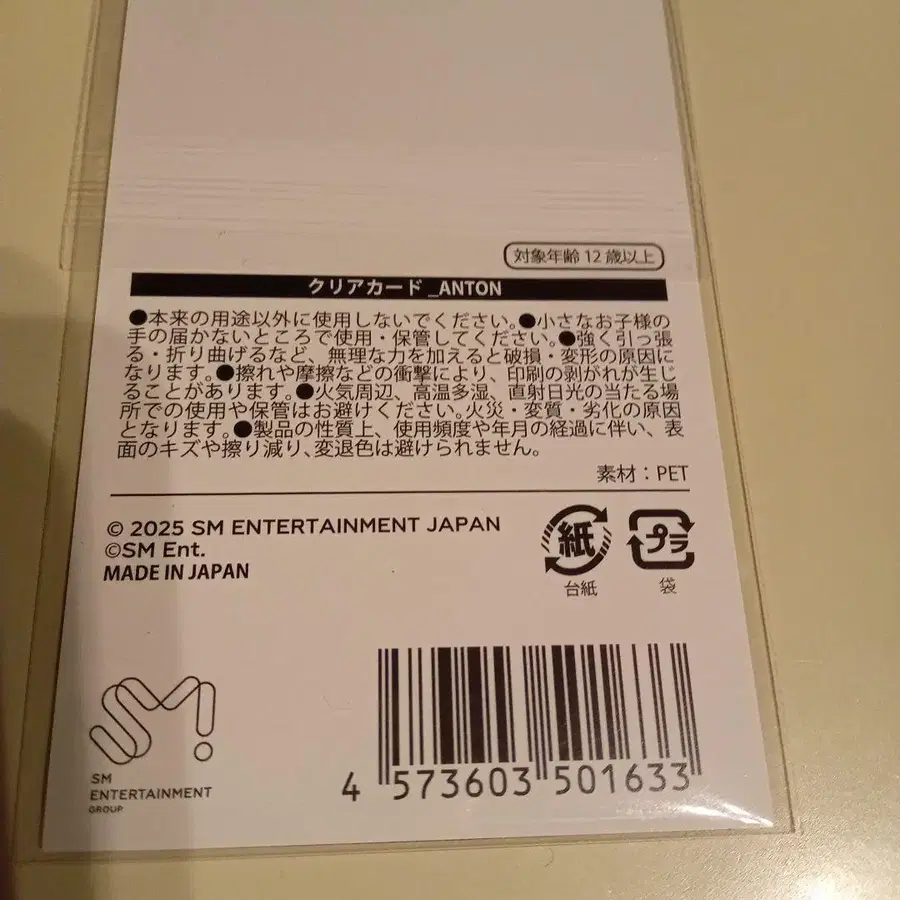 対象年齢 12 歳以上
クリアカード_ANTON
●本来の用途以外に使用しないでください。●小さなお子様の
手の届かないところで使用・保管してください。●強く引っ張
る・折り曲げるなど、無理な力を加えると破損・変形の原因に
なります。●擦れや摩擦などの衝撃により、印刷の剥がれが生じ
ることがあります。●火気周辺、高温多湿、直射日光の当たる場
所での使用や保管はお避けください。火災・変質・劣化の原因
となります。●製品の性質上、使用頻度や年月の経過に伴い、表
面のキズや擦り減り、変退色は避けられません。
素材：PET
© 2025 SM ENTERTAINMENT JAPAN
©SM Ent.
MADE IN JAPAN
紙
台紙
プラ
袋
SM
SM
ENTERTAINMENT
GROUP
4 573603 501633